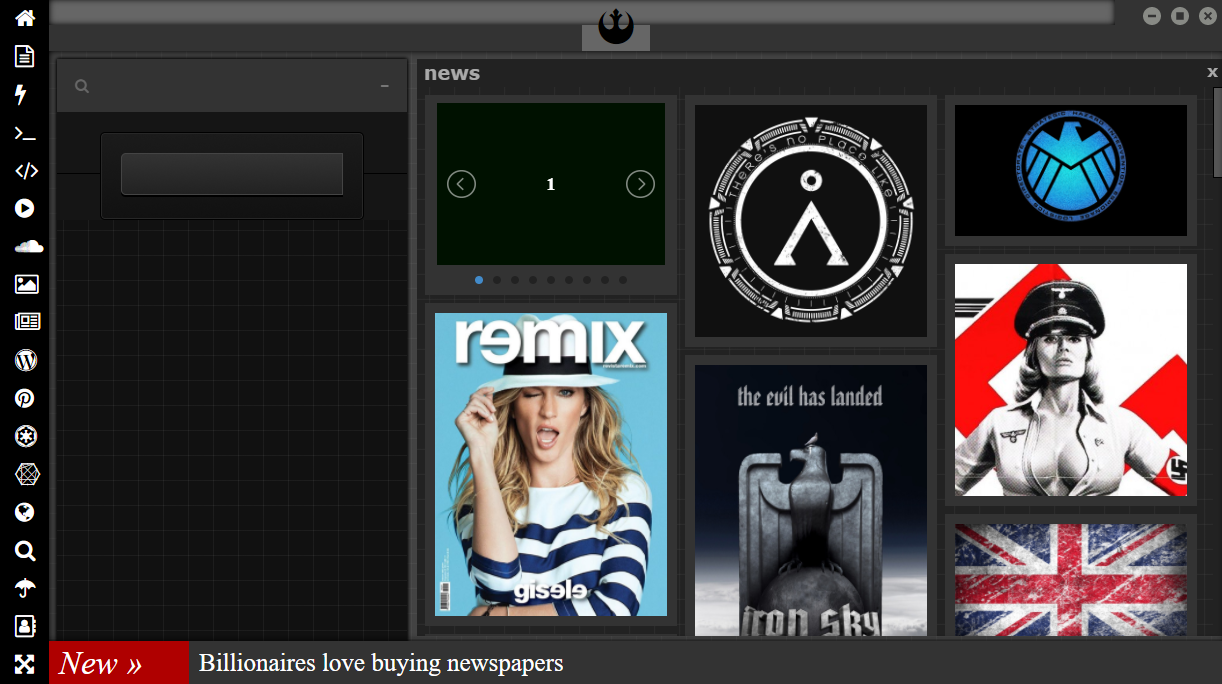 news
x
1
THERE'S NO PLACE LIKE
remix
gisele
the evil has landed
iron sky
New »
Billionaires love buying newspapers